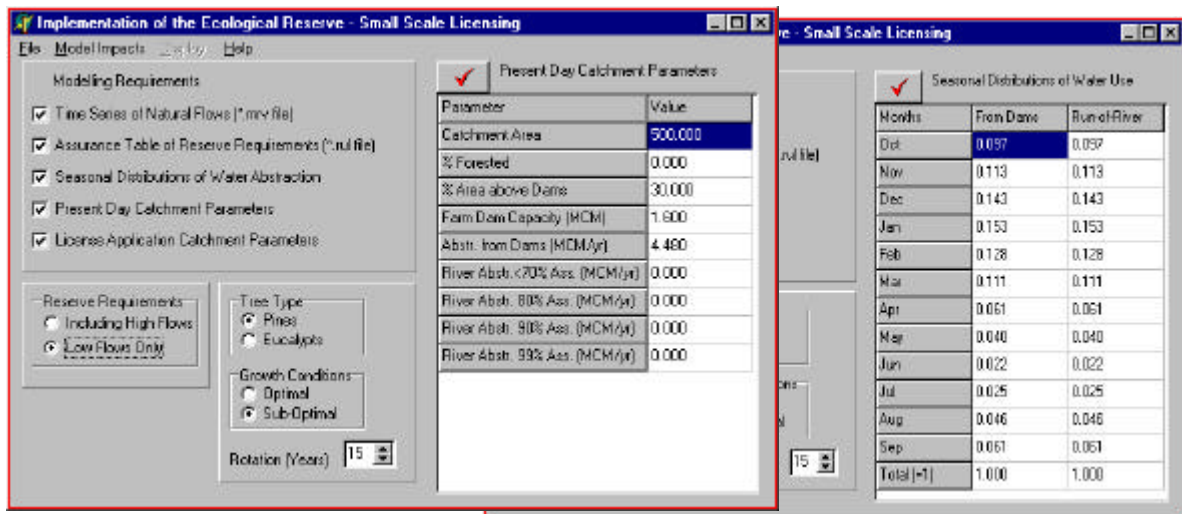 Implementation of the Ecological Reserve - Small Scale Licensing
File Model Impacts Display Help
Modelling Requirements
Time Series of Natural Flows (*.mrv file)
Assurance Table of Reserve Requirements (*.rul file)
Seasonal Distributions of Water Abstraction
Present Day Catchment Parameters
License Application Catchment Parameters
Reserve Requirements
Including High Flows
Low Flows Only
Tree Type
Pines
Eucalypts
Growth Conditions
Optimal
Sub-Optimal
Rotation (Years) 15
Present Day Catchment Parameters
Parameter Value
Catchment Area 500.000
% Forested 0.000
% Area above Dams 30.000
Farm Dam Capacity (MCM) 1.600
Abstr. from Dams (MCM/yr) 4.480
River Abstr.<70% Ass. (MCM/yr) 0.000
River Abstr. 80% Ass. (MCM/yr) 0.000
River Abstr. 90% Ass. (MCM/yr) 0.000
River Abstr. 99% Ass. (MCM/yr) 0.000
e - Small Scale Licensing
.rul file)
ons
al
15
Seasonal Distributions of Water Use
Months From Dams Run-of-River
Oct 0.097 0.097
Nov 0.113 0.113
Dec 0.143 0.143
Jan 0.153 0.153
Feb 0.128 0.128
Mar 0.111 0.111
Apr 0.061 0.061
May 0.040 0.040
Jun 0.022 0.022
Jul 0.025 0.025
Aug 0.046 0.046
Sep 0.061 0.061
Total (=1) 1.000 1.000